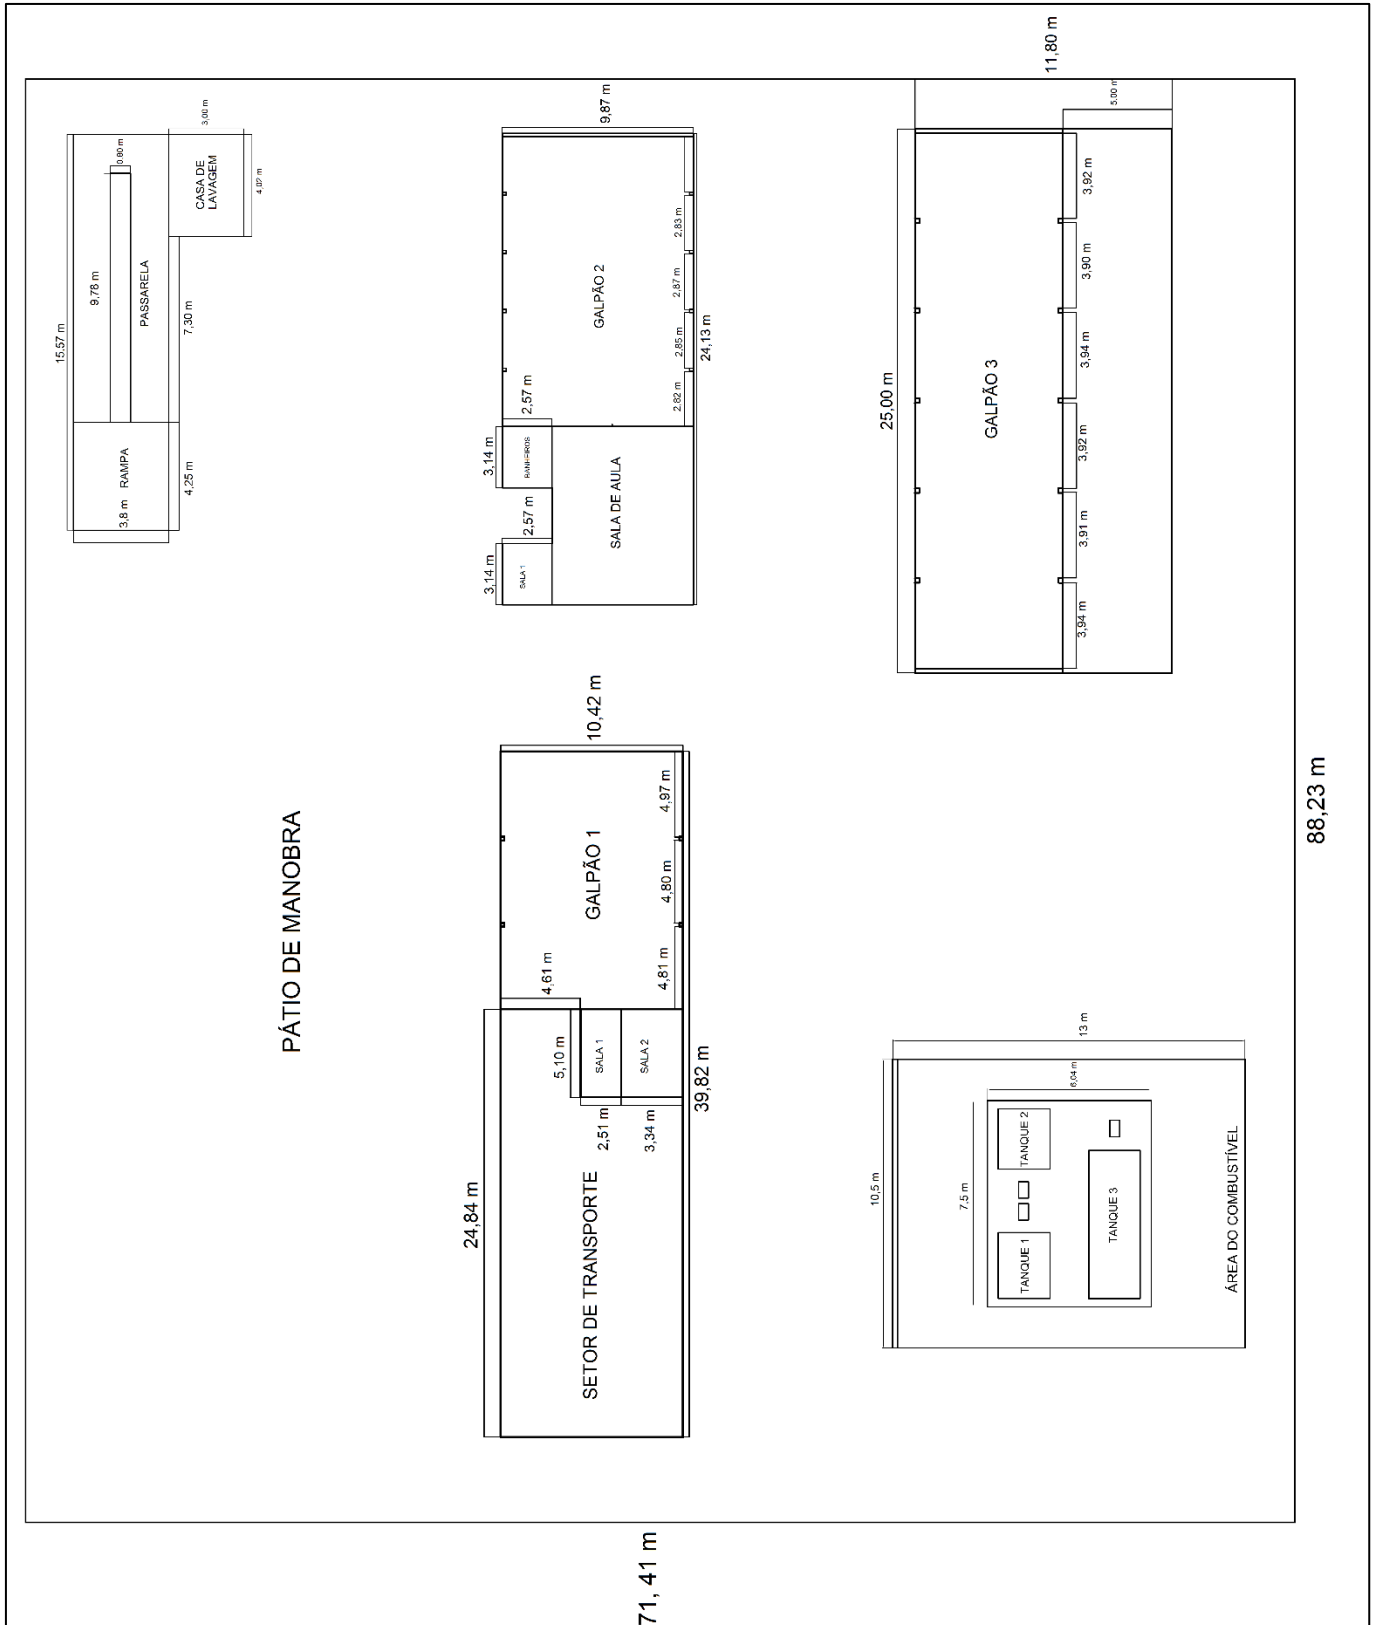 11,80 m
5.00 m
3,00 m
0.80 m
9,87 m
CASA DE
LAVAGEM
4,02 m
9,78 m
PASSARELA
15.57 m
7,30 m
RAMPA
3,8 m
4,25 m
2,83 m
2,87 m
2,85 m
2.82 m
GALPÃO 2
24,13 m
2,57 m
3,14 m
BANHEIROS
2,57 m
3,14 m
SALA 1
SALA DE AULA
3,92 m
3,90 m
3,94 m
3,92 m
3,91 m
3,94 m
25,00 m
GALPÃO 3
10,42 m
PÁTIO DE MANOBRA
GALPÃO 1
4,97 m
4,80 m
4,81 m
4,61 m
5,10 m
SALA 1
SALA 2
2,51 m
3,34 m
39,82 m
24,84 m
SETOR DE TRANSPORTE
88,23 m
13 m
6,04 m
10,5 m
7,5 m
TANQUE 2
TANQUE 1
TANQUE 3
ÁREA DO COMBUSTÍVEL
71, 41 m